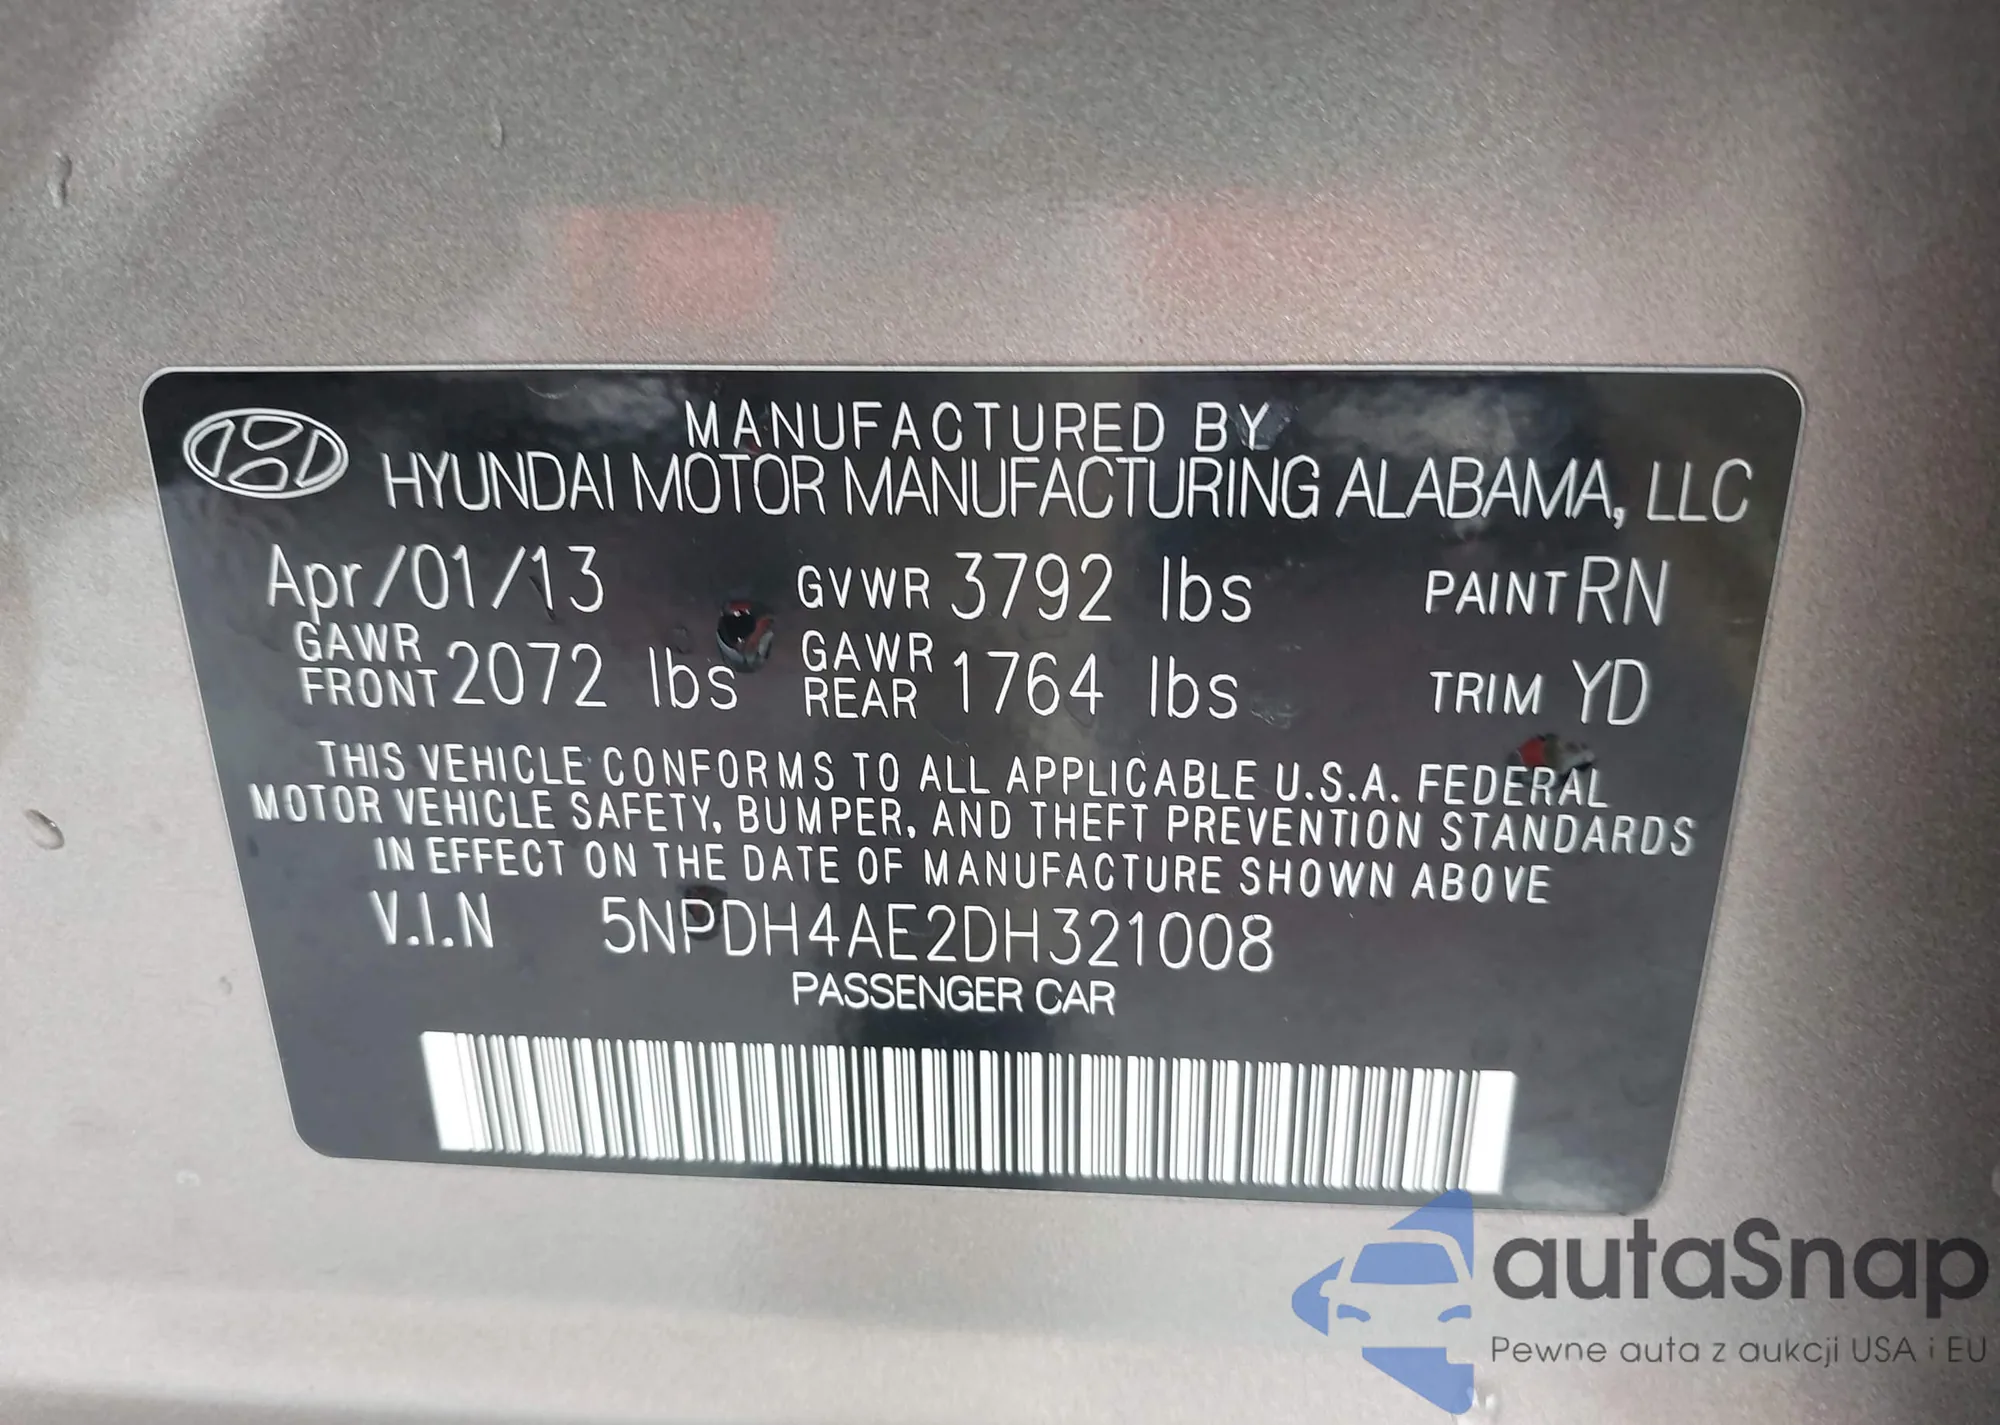 MANUFACTURED BY
HYUNDAI MOTOR MANUFACTURING ALABAMA, LLC
Apr/01/13 GVWR 3792 lbs PAINT RN
GAWR FRONT 2072 lbs GAWR REAR 1764 lbs TRIM YD
THIS VEHICLE CONFORMS TO ALL APPLICABLE U.S.A. FEDERAL
MOTOR VEHICLE SAFETY, BUMPER, AND THEFT PREVENTION STANDARDS
IN EFFECT ON THE DATE OF MANUFACTURE SHOWN ABOVE
V.I.N 5NPDH4AE2DH321008
PASSENGER CAR
autaSnap
Pewne auta z aukcji USA i EU